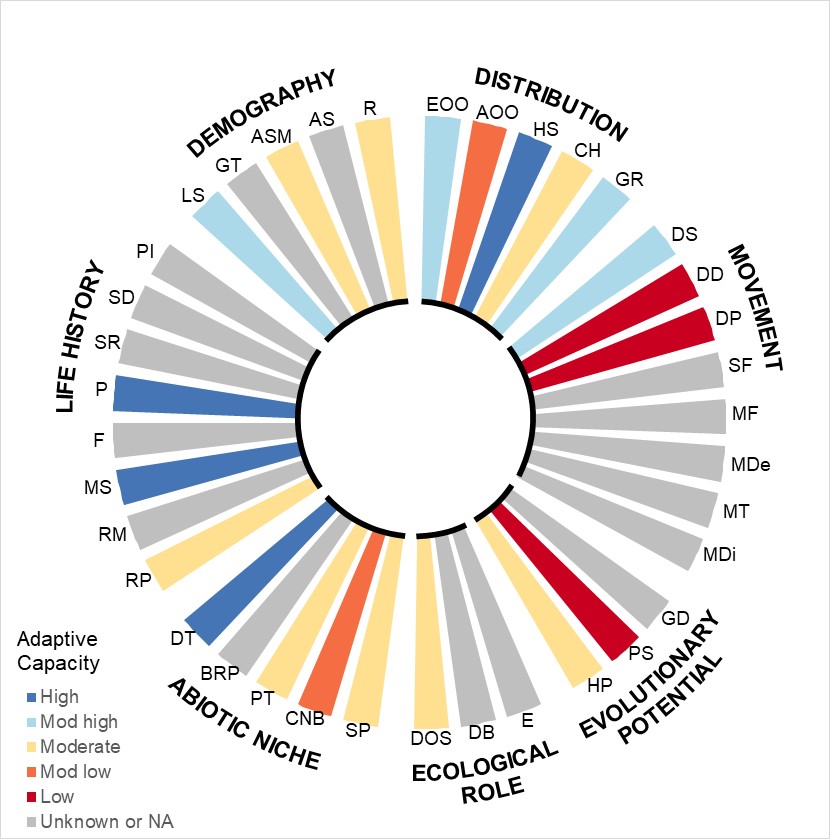 DISTRIBUTION
EOO
AOO
HS
CH
GR
MOVEMENT
DS
DD
DP
SF
MF
MDe
MT
MDi
EVOLUTIONARY
POTENTIAL
GD
PS
HP
ECOLOGICAL
ROLE
E
DB
DOS
ABIOTIC NICHE
SP
CNB
PT
BRP
DT
LIFE HISTORY
RP
RM
MS
F
P
SR
SD
PI
DEMOGRAPHY
LS
GT
ASM
AS
R
Adaptive
Capacity
High
Mod high
Moderate
Mod low
Low
Unknown or NA